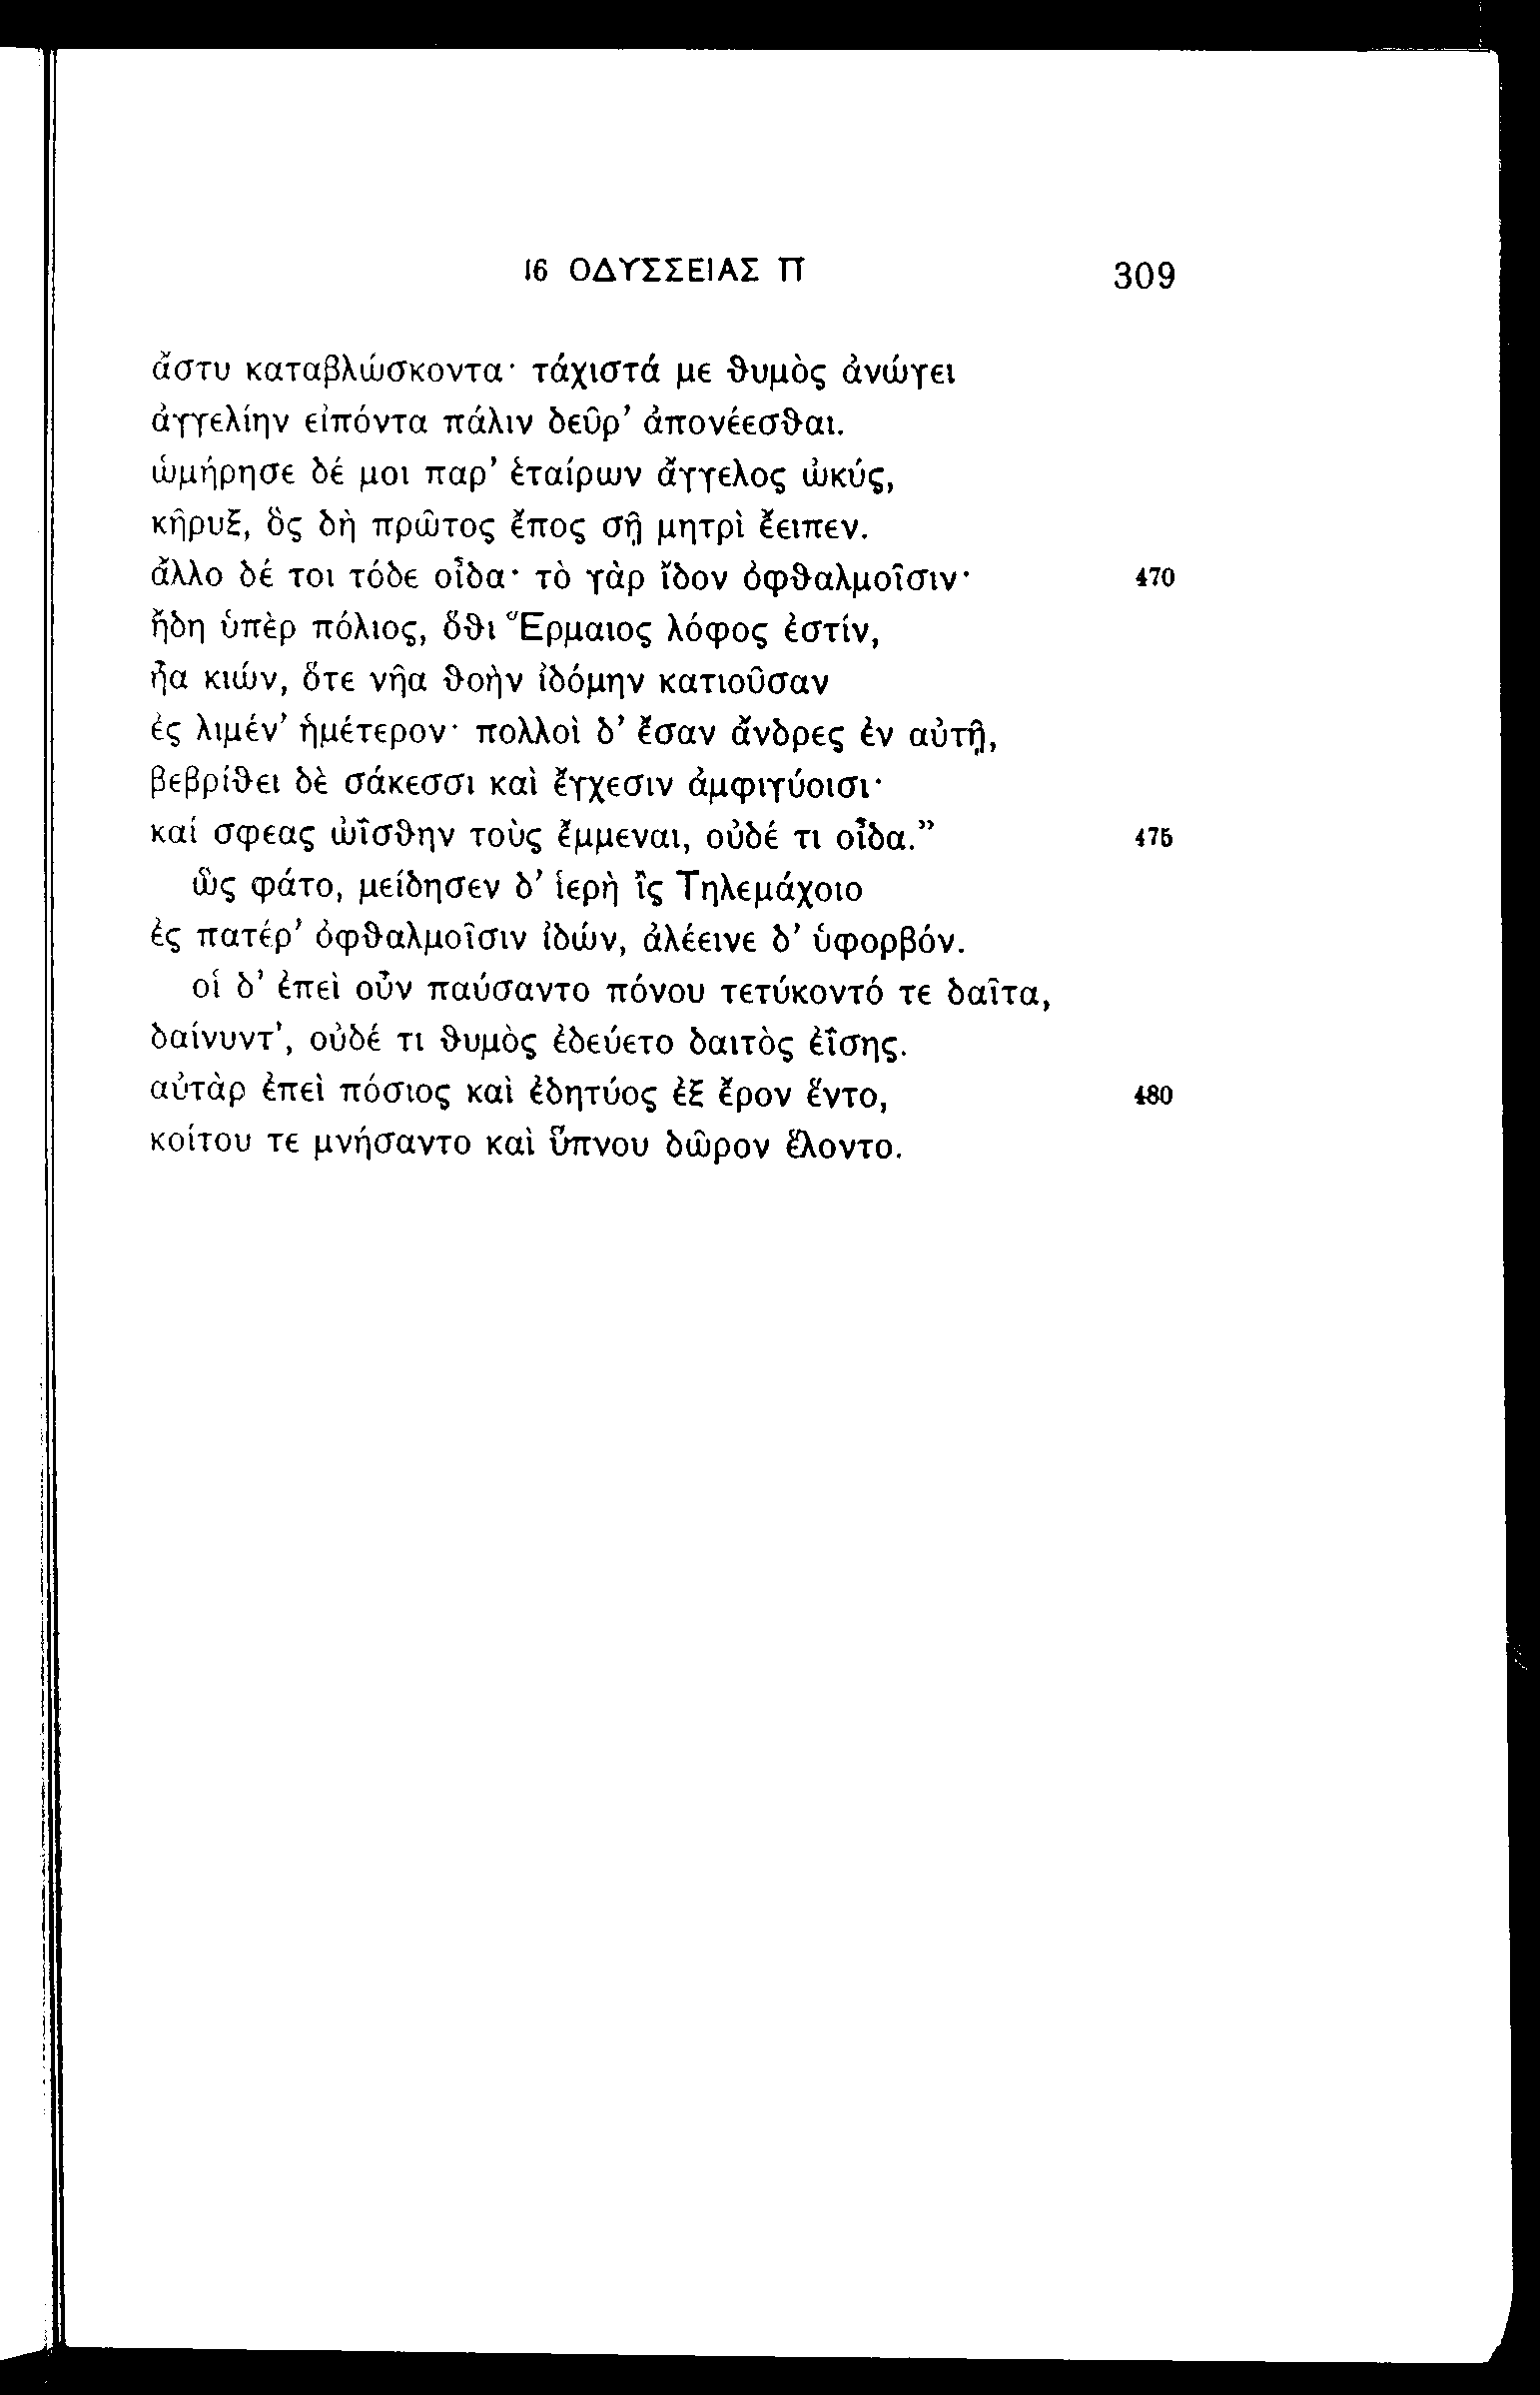 16 ΟΔΥΣΣΕΙΑΣ Π 309
ἄστυ καταβλώσκοντα· τάχιστά με ϑυμὸς ἀνώγει
ἀγγελίην εἰπόντα πάλιν δεῦρ’ ἀπονέεσϑαι.
ὡμήρησε δέ μοι παρ’ ἑταίρων ἄγγελος ὠκύς,
κῆρυξ, ὃς δὴ πρῶτος ἔπος σῇ μητρὶ ἔειπεν.
ἄλλο δέ τοι τόδε οἶδα· τὸ γὰρ ἴδον ὀφϑαλμοῖσιν· 470
ἤδη ὑπὲρ πόλιος, ὅϑι Ἕρμαιος λόφος ἐστίν,
ἦα κιών, ὅτε νῆα ϑοὴν ἰδόμην κατιοῦσαν
ἐς λιμέν’ ἡμέτερον· πολλοὶ δ’ ἔσαν ἄνδρες ἐν αὐτῇ,
βεβρίϑει δὲ σάκεσσι καὶ ἔγχεσιν ἀμφιγύοισι·
καί σφεας ὠΐσϑην τοὺς ἔμμεναι, οὐδέ τι οἶδα.” 475
ὣς φάτο, μείδησεν δ’ ἱερὴ ἲς Τηλεμάχοιο
ἐς πατέρ’ ὀφϑαλμοῖσιν ἰδών, ἀλέεινε δ’ ὑφορβόν.
οἱ δ’ ἐπεὶ οὖν παύσαντο πόνου τετύκοντό τε δαῖτα,
δαίνυντ’, οὐδέ τι ϑυμὸς ἐδεύετο δαιτὸς ἐΐσης.
αὐτὰρ ἐπεὶ πόσιος καὶ ἐδητύος ἐξ ἔρον ἕντο, 480
κοίτου τε μνήσαντο καὶ ὕπνου δῶρον ἕλοντο.